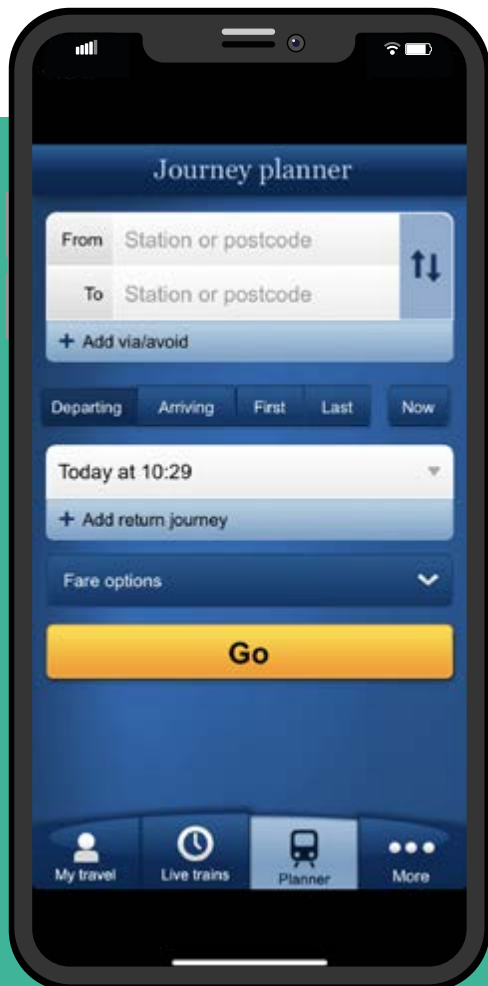 Journey planner
From Station or postcode
To Station or postcode
+ Add via/avoid
Departing Arriving First Last Now
Today at 10:29
+ Add return journey
Fare options
Go
My travel Live trains Planner More